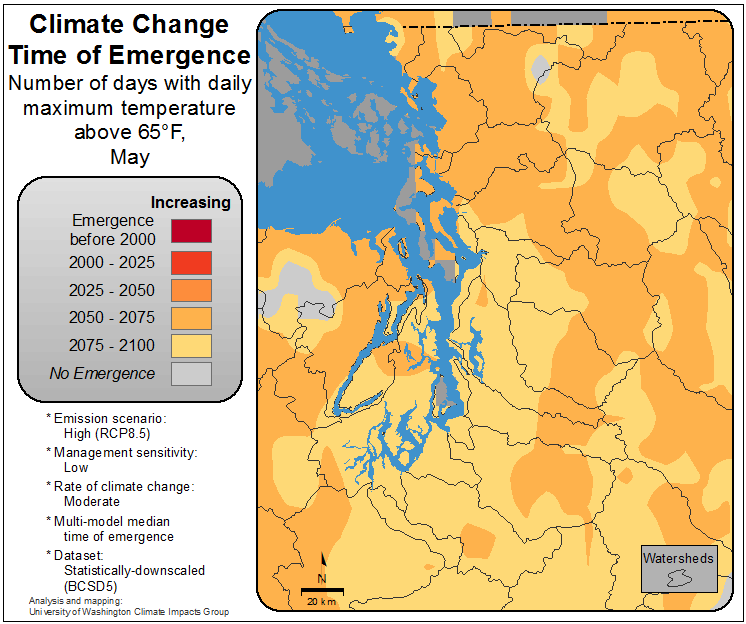 Climate Change
Time of Emergence
Number of days with daily
maximum temperature
above 65°F,
May
Increasing
Emergence
before 2000
2000 - 2025
2025 - 2050
2050 - 2075
2075 - 2100
No Emergence
* Emission scenario:
High (RCP8.5)
* Management sensitivity:
Low
* Rate of climate change:
Moderate
* Multi-model median
time of emergence
* Dataset:
Statistically-downscaled
(BCSD5)
Analysis and mapping:
University of Washington Climate Impacts Group
N
20 km
Watersheds